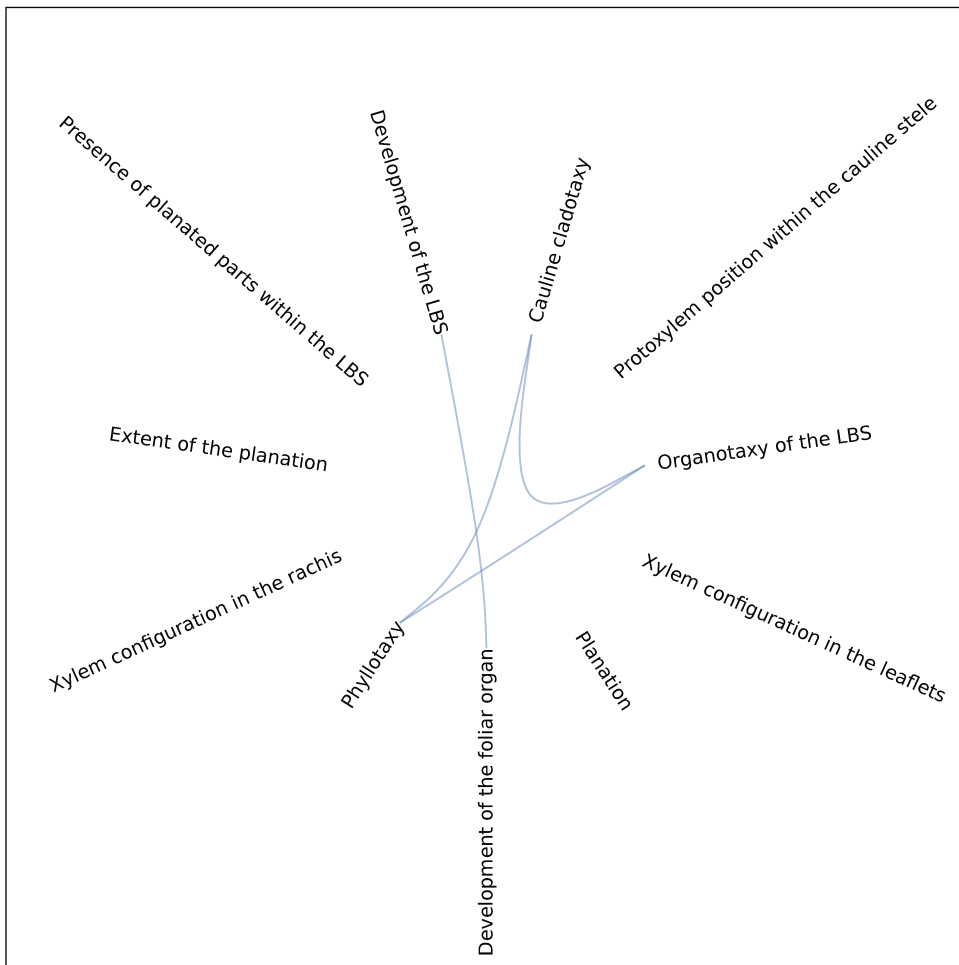 Presence of planated parts within the LBS
Development of the LBS
Cauline cladotaxy
Protoxylem position within the cauline stele
Extent of the planation
Organotaxy of the LBS
Xylem configuration in the rachis
Xylem configuration in the leaflets
Phyllotaxy
Planation
Development of the foliar organ